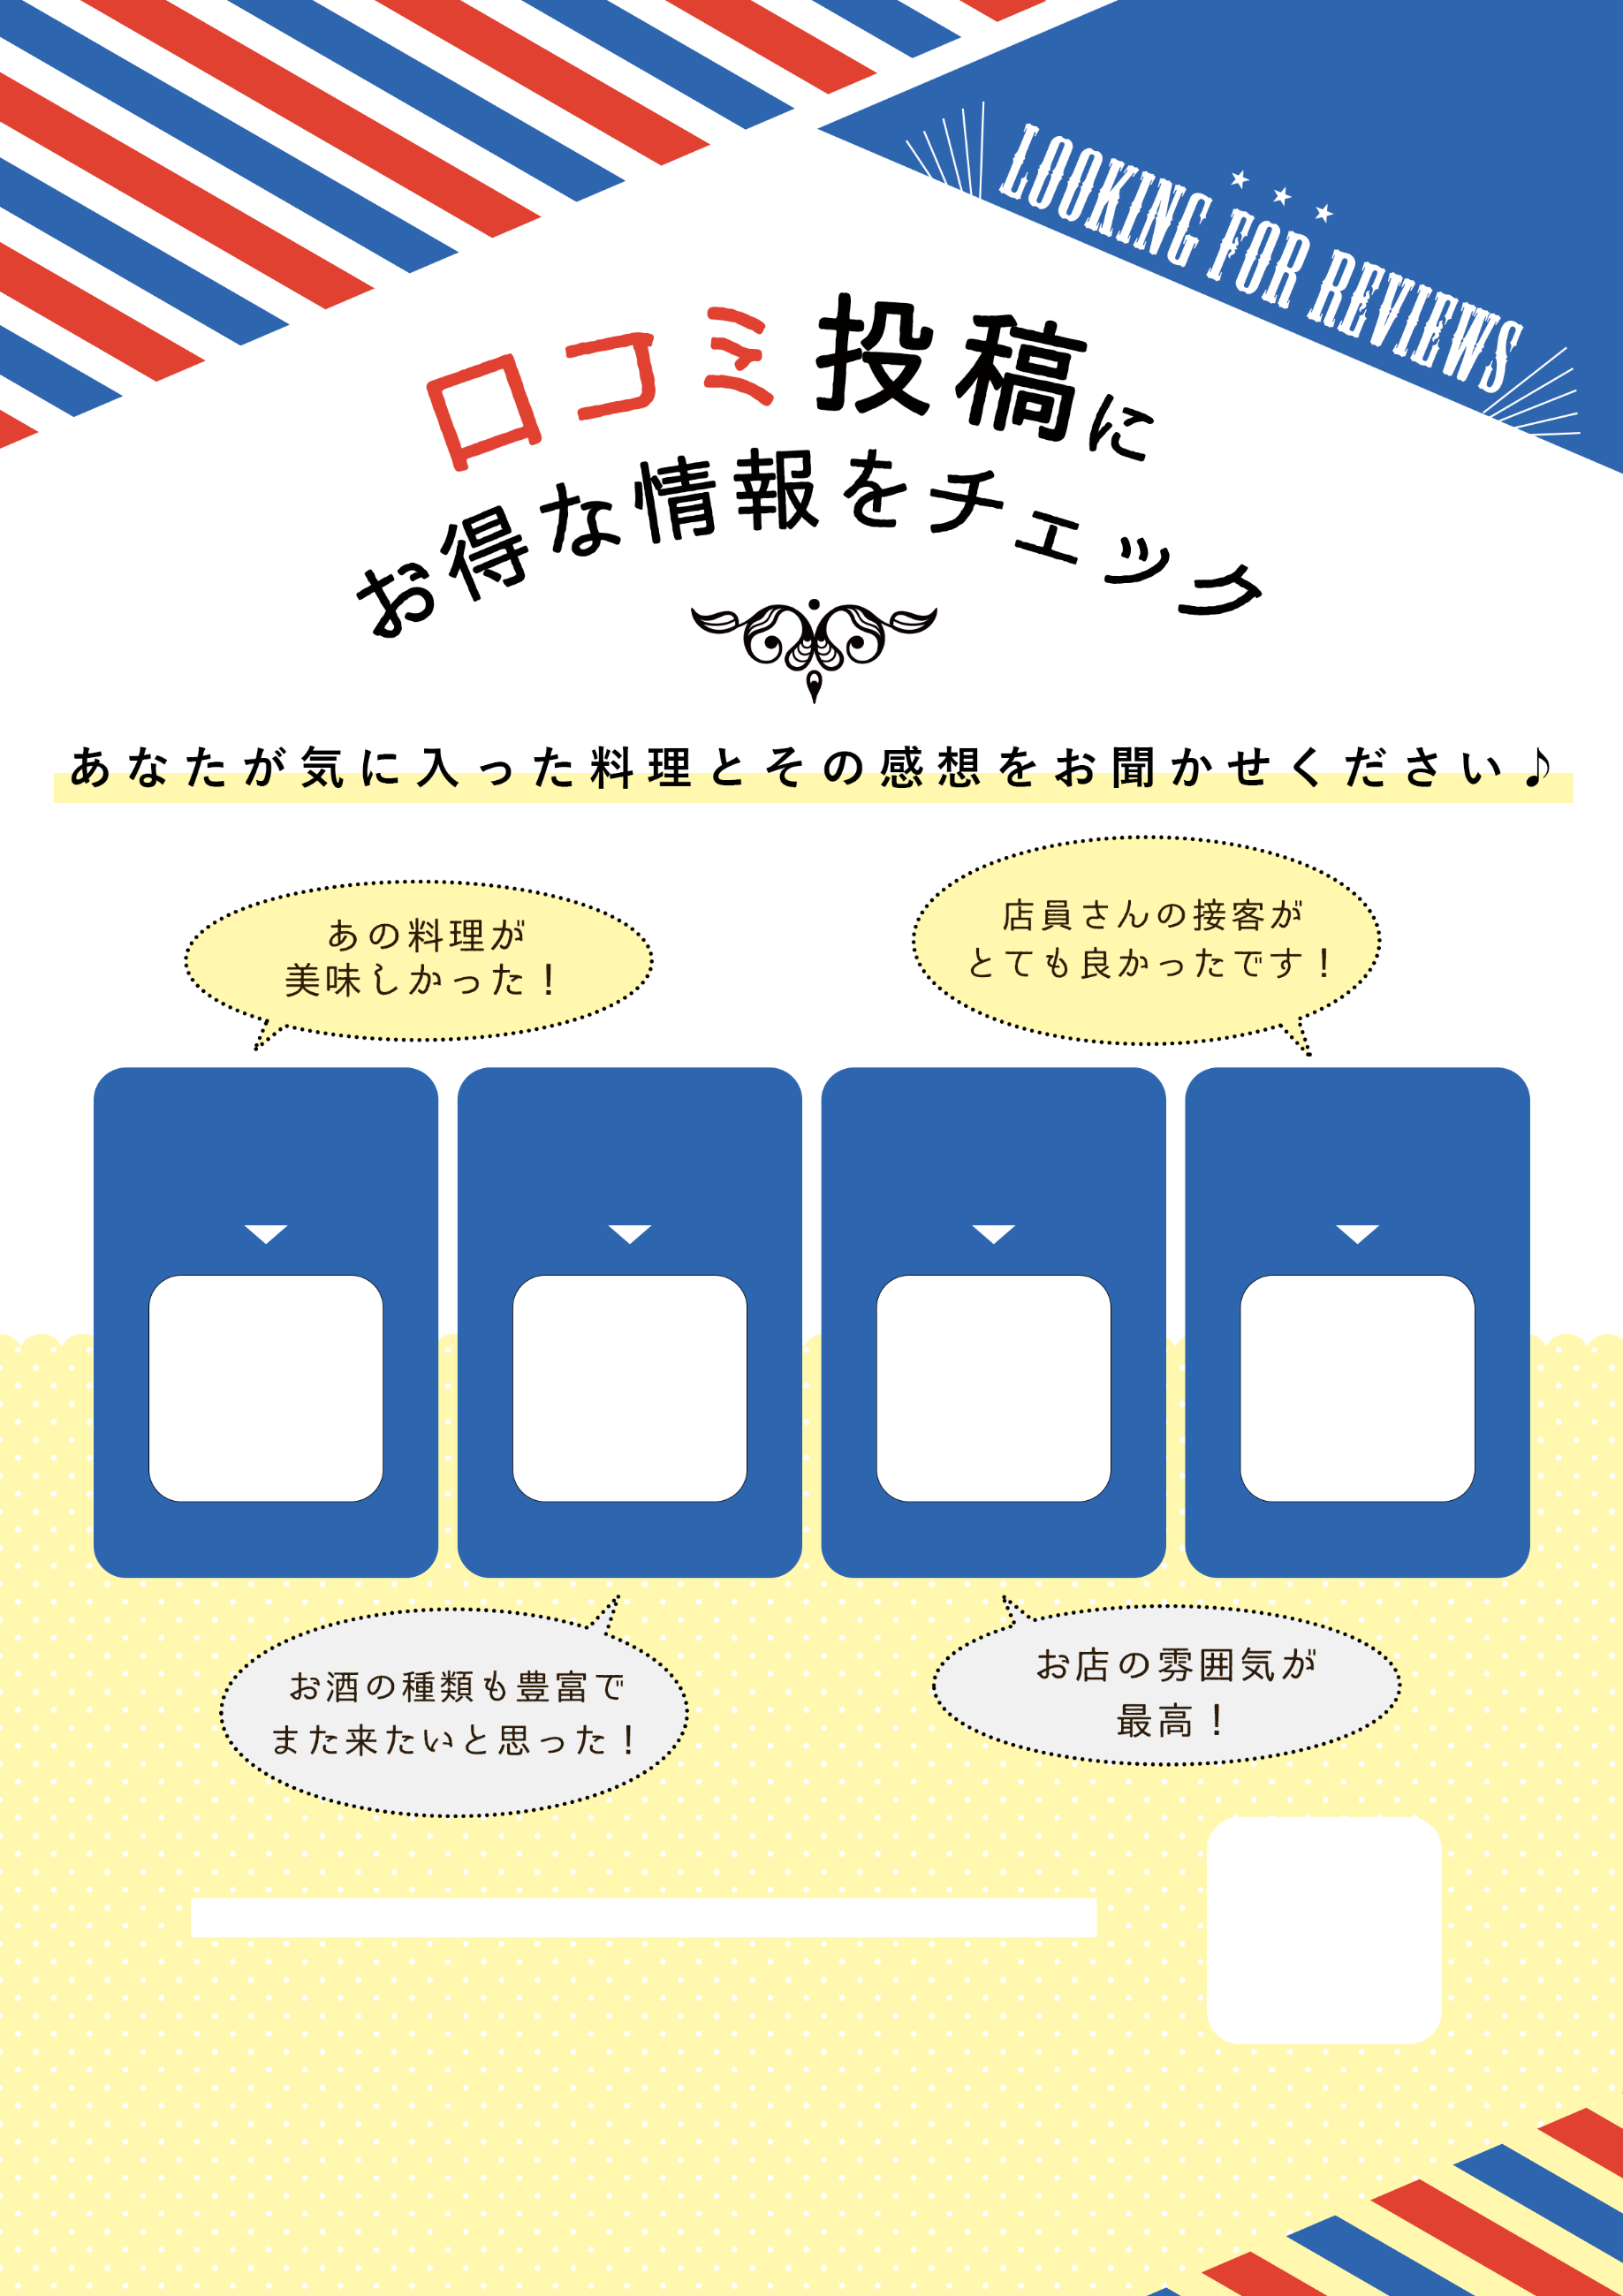 LOOKING FOR REVIEWS
口コミ投稿に
お得な情報をチェック
あなたが気に入った料理とその感想をお聞かせください♪
あの料理が
美味しかった！
店員さんの接客が
とても良かったです！
お酒の種類も豊富で
また来たいと思った！
お店の雰囲気が
最高！